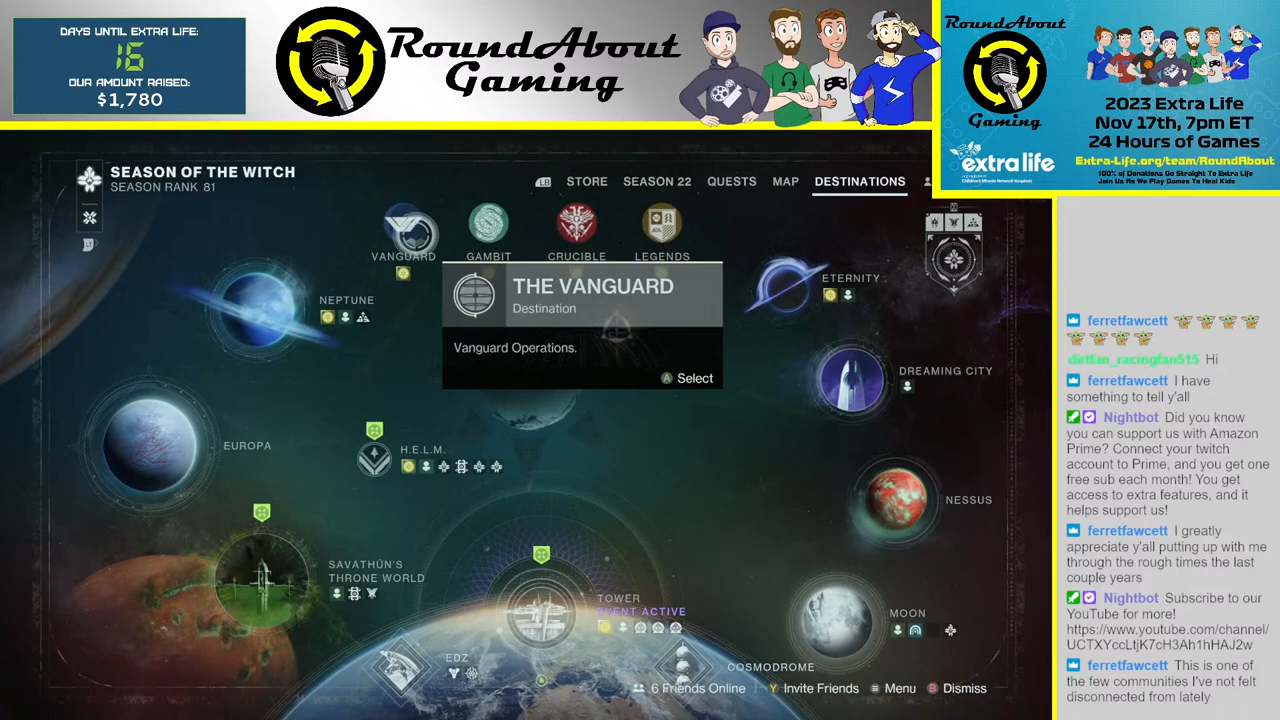 DAYS UNTIL EXTRA LIFE:
16
OUR AMOUNT RAISED:
$1,780
RoundAbout
Gaming
RoundAbout
Gaming
2023 Extra Life
Nov 17th, 7pm ET
24 Hours of Games
Extra-Life.org/team/RoundAbout
100% of Donations Go Straight To Extra Life
Join Us As We Play Games To Heal Kids
extralife
Children's Miracle Network Hospitals
SEASON OF THE WITCH
SEASON RANK 81
LB STORE SEASON 22 QUESTS MAP DESTINATIONS
VANGUARD GAMBIT CRUCIBLE LEGENDS
THE VANGUARD
Destination
Vanguard Operations.
A Select
NEPTUNE
ETERNITY
DREAMING CITY
EUROPA
H.E.L.M.
NESSUS
SAVATHÛN'S
THRONE WORLD
TOWER
EVENT ACTIVE
MOON
EDZ
COSMODROME
6 Friends Online Y Invite Friends Menu B Dismiss
LT
ferretfawcett
dirtfan_racingfan515 Hi
ferretfawcett I have
something to tell y'all
Nightbot Did you know
you can support us with Amazon
Prime? Connect your twitch
account to Prime, and you get one
free sub each month! You get
access to extra features, and it
helps support us!
ferretfawcett I greatly
appreciate y'all putting up with me
through the rough times the last
couple years
Nightbot Subscribe to our
YouTube for more!
https://www.youtube.com/channel/
UCTXYccLtjK7cH3Ah1hHAJ2w
ferretfawcett This is one of
the few communities I've not felt
disconnected from lately